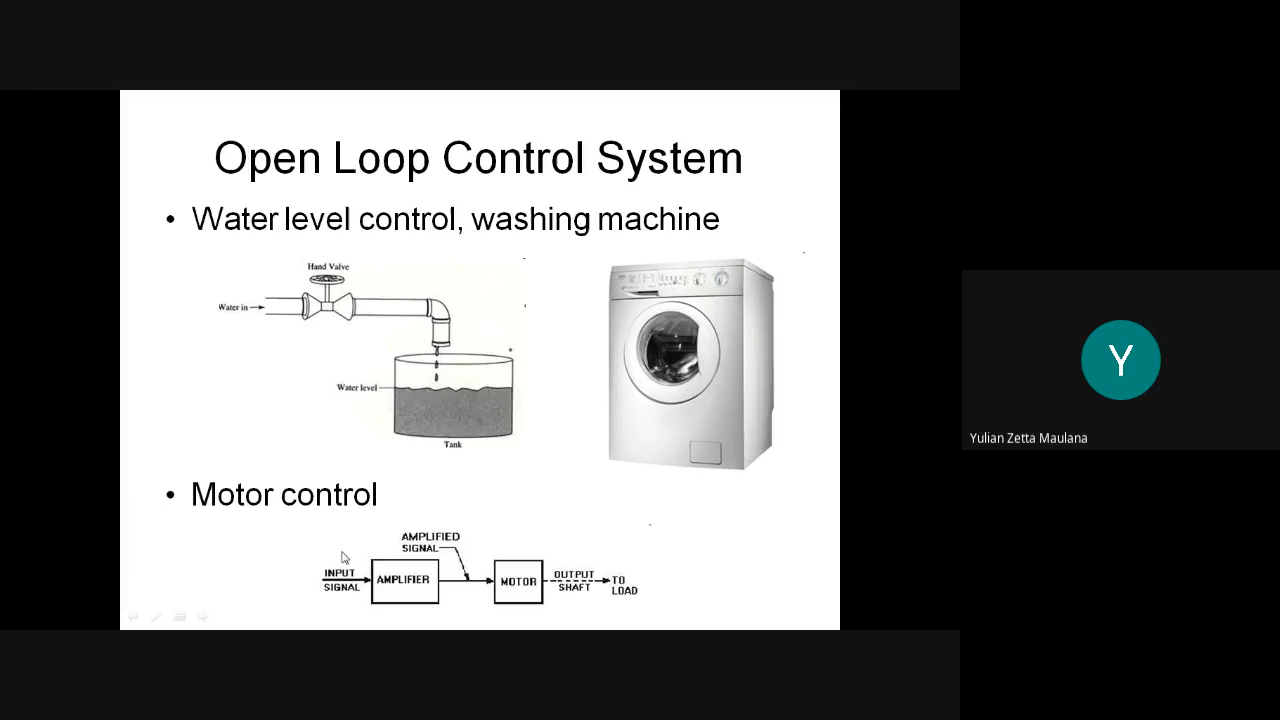 Open Loop Control System
• Water level control, washing machine
Hand Valve
Water in
Water level
Tank
• Motor control
AMPLIFIED
SIGNAL
INPUT
SIGNAL
AMPLIFIER
MOTOR
OUTPUT
SHAFT
TO
LOAD
Y
Yulian Zetta Maulana